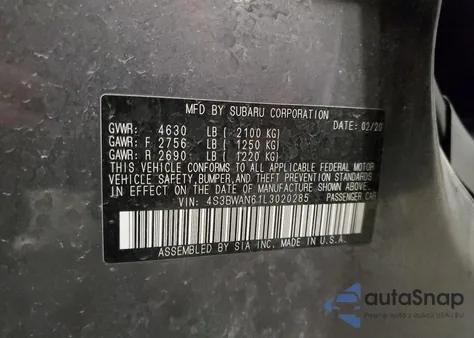 MFD BY SUBARU CORPORATION
DATE: 02/20
GVWR: 4630 LB ( 2100 KG)
GAWR: F 2756 LB ( 1250 KG)
GAWR: R 2690 LB ( 1220 KG)
THIS VEHICLE CONFORMS TO ALL APPLICABLE FEDERAL MOTOR
VEHICLE SAFETY, BUMPER, AND THEFT PREVENTION STANDARDS
IN EFFECT ON THE DATE OF MANUFACTURE SHOWN ABOVE.
VIN: 4S3BWAN61L3020285 PASSENGER CAR
ASSEMBLED BY SIA INC. MADE IN U.S.A.
autaSnap